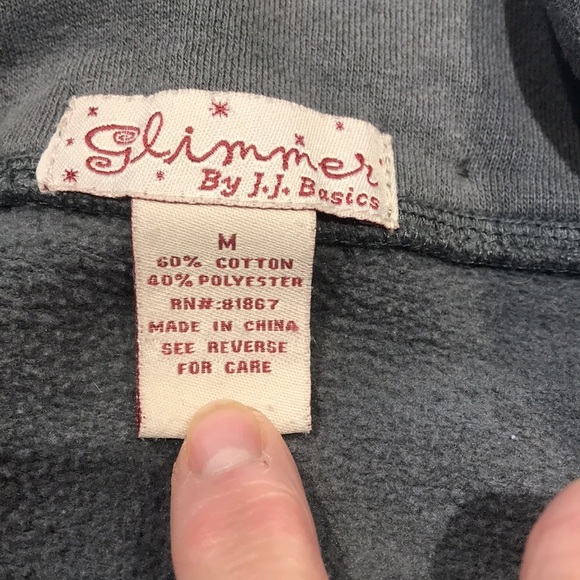 Glimmer
By J.J. Basics
M
60% COTTON
40% POLYESTER
RN#:81867
MADE IN CHINA
SEE REVERSE
FOR CARE